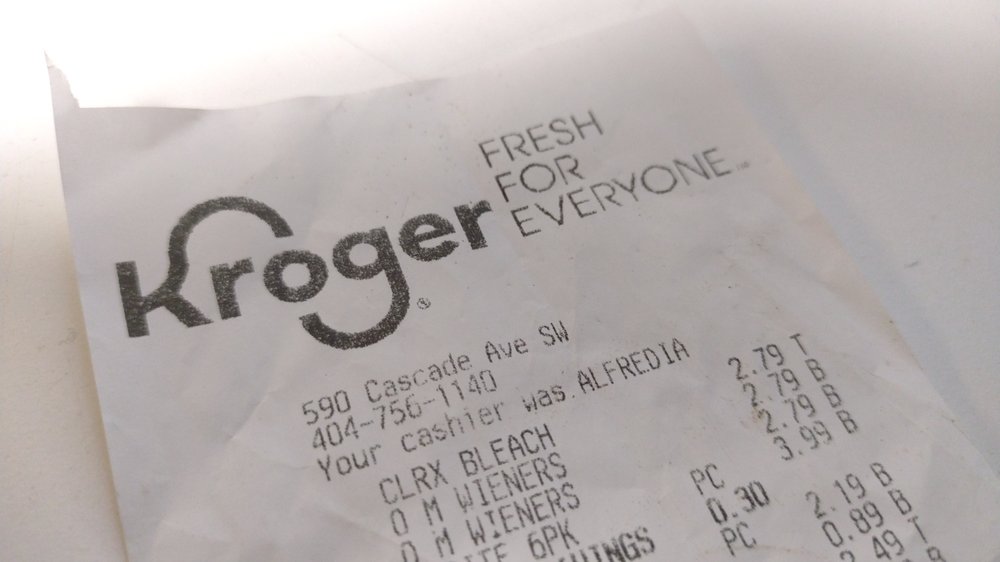 Kroger®
FRESH
FOR
EVERYONE
590 Cascade Ave SW
404-756-1140
Your cashier was ALFREDIA
CLRX BLEACH 2.79 T
O M WIENERS 2.79 B
O M WIENERS 2.79 B
6PK PC 3.99 B
0.30
PC 2.19 B
0.89 B
2.49 T
B